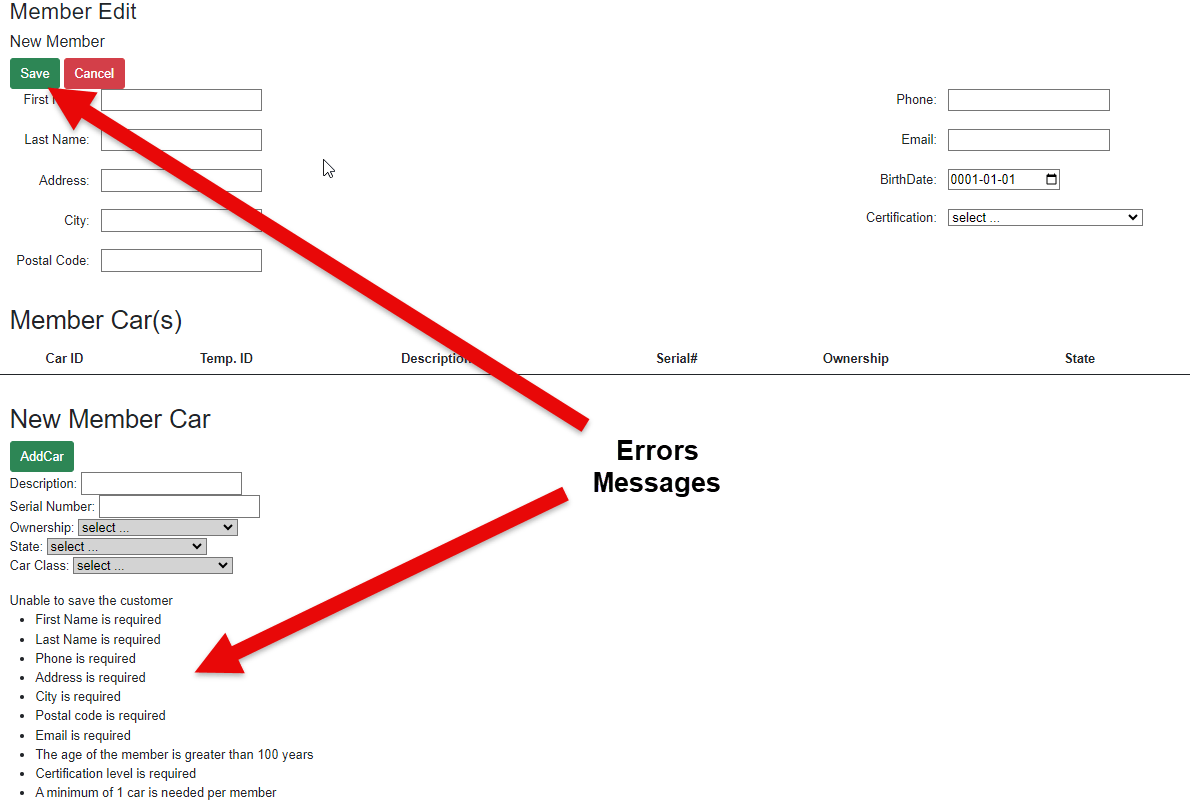 Member Edit
New Member
Save Cancel
First
Phone:
Last Name:
Email:
Address:
BirthDate: 0001-01-01
City:
Certification: select ...
Postal Code:
Member Car(s)
Car ID Temp. ID Description Serial# Ownership State
New Member Car
AddCar
Errors
Messages
Description:
Serial Number:
Ownership: select ...
State: select ...
Car Class: select ...
Unable to save the customer
• First Name is required
• Last Name is required
• Phone is required
• Address is required
• City is required
• Postal code is required
• Email is required
• The age of the member is greater than 100 years
• Certification level is required
• A minimum of 1 car is needed per member